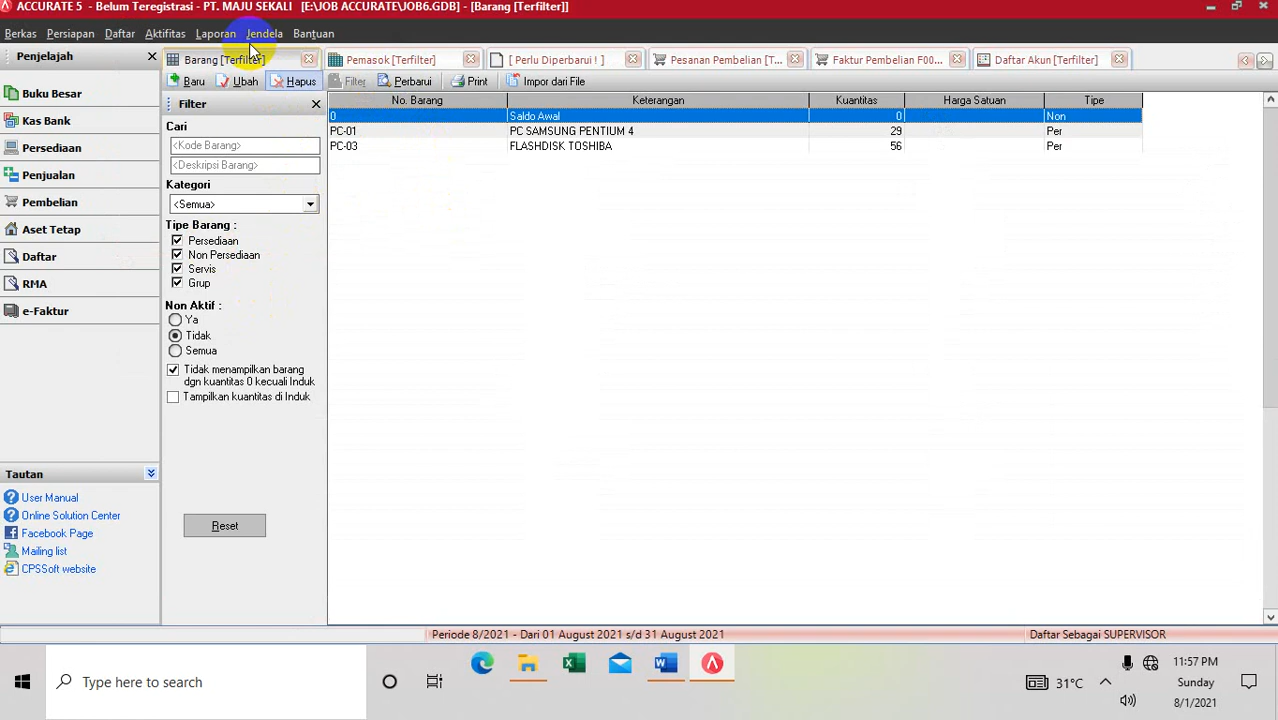 ACCURATE 5 - Belum Teregistrasi - PT. MAJU SEKALI [E:\JOB ACCURATE\JOB6.GDB] - [Barang [Terfilter]]
Berkas Persiapan Daftar Aktifitas Laporan Jendela Bantuan
Penjelajah
Buku Besar
Kas Bank
Persediaan
Penjualan
Pembelian
Aset Tetap
Daftar
RMA
e-Faktur
Tautan
User Manual
Online Solution Center
Facebook Page
Mailing list
CPSSoft website
Barang [Terfilter] Pemasok [Terfilter] [ Perlu Diperbarui ! ] Pesanan Pembelian [T... Faktur Pembelian F00... Daftar Akun [Terfilter]
Baru Ubah Hapus Filter Perbarui Print Impor dari File
Filter
Cari
<Kode Barang>
<Deskripsi Barang>
Kategori
<Semua>
Tipe Barang :
Persediaan
Non Persediaan
Servis
Grup
Non Aktif :
Ya
Tidak
Semua
Tidak menampilkan barang
dgn kuantitas 0 kecuali Induk
Tampilkan kuantitas di Induk
Reset
No. Barang Keterangan Kuantitas Harga Satuan Tipe
0 Saldo Awal 0 Non
PC-01 PC SAMSUNG PENTIUM 4 29 Per
PC-03 FLASHDISK TOSHIBA 56 Per
Periode 8/2021 - Dari 01 August 2021 s/d 31 August 2021 Daftar Sebagai SUPERVISOR
Type here to search
31°C
11:57 PM
Sunday
8/1/2021